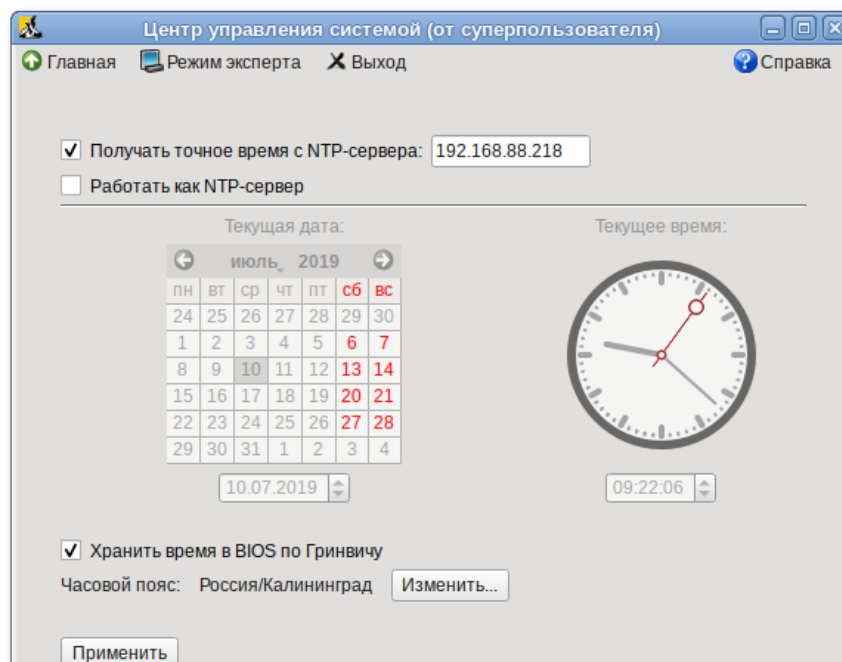 Центр управления системой (от суперпользователя)
Главная Режим эксперта Выход Справка
Получать точное время с NTP-сервера: 192.168.88.218
Работать как NTP-сервер
Текущая дата: Текущее время:
июль 2019
пн вт ср чт пт сб вс
24 25 26 27 28 29 30
1 2 3 4 5 6 7
8 9 10 11 12 13 14
15 16 17 18 19 20 21
22 23 24 25 26 27 28
29 30 31 1 2 3 4
10.07.2019 09:22:06
Хранить время в BIOS по Гринвичу
Часовой пояс: Россия/Калининград Изменить...
Применить